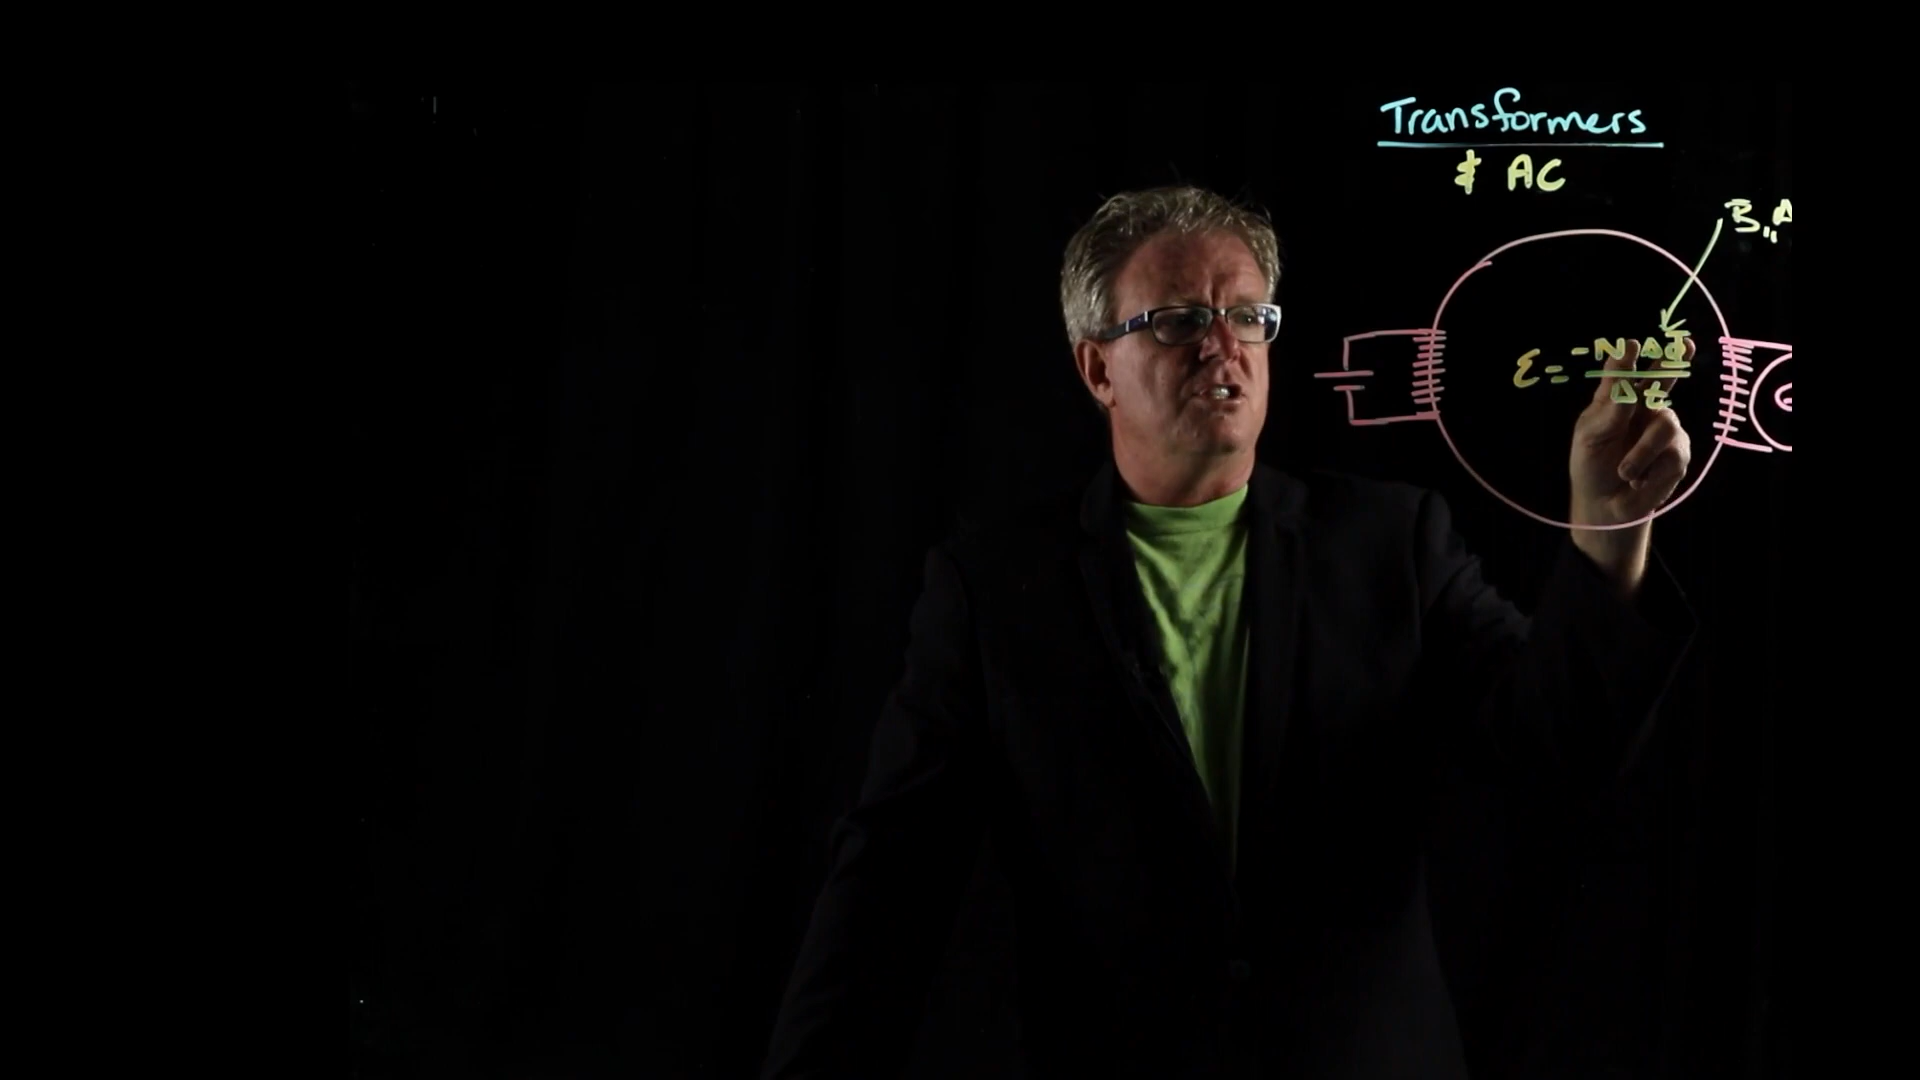 Transformers
& AC
B⊥, A
ε = -N ΔΦ
Δt
G